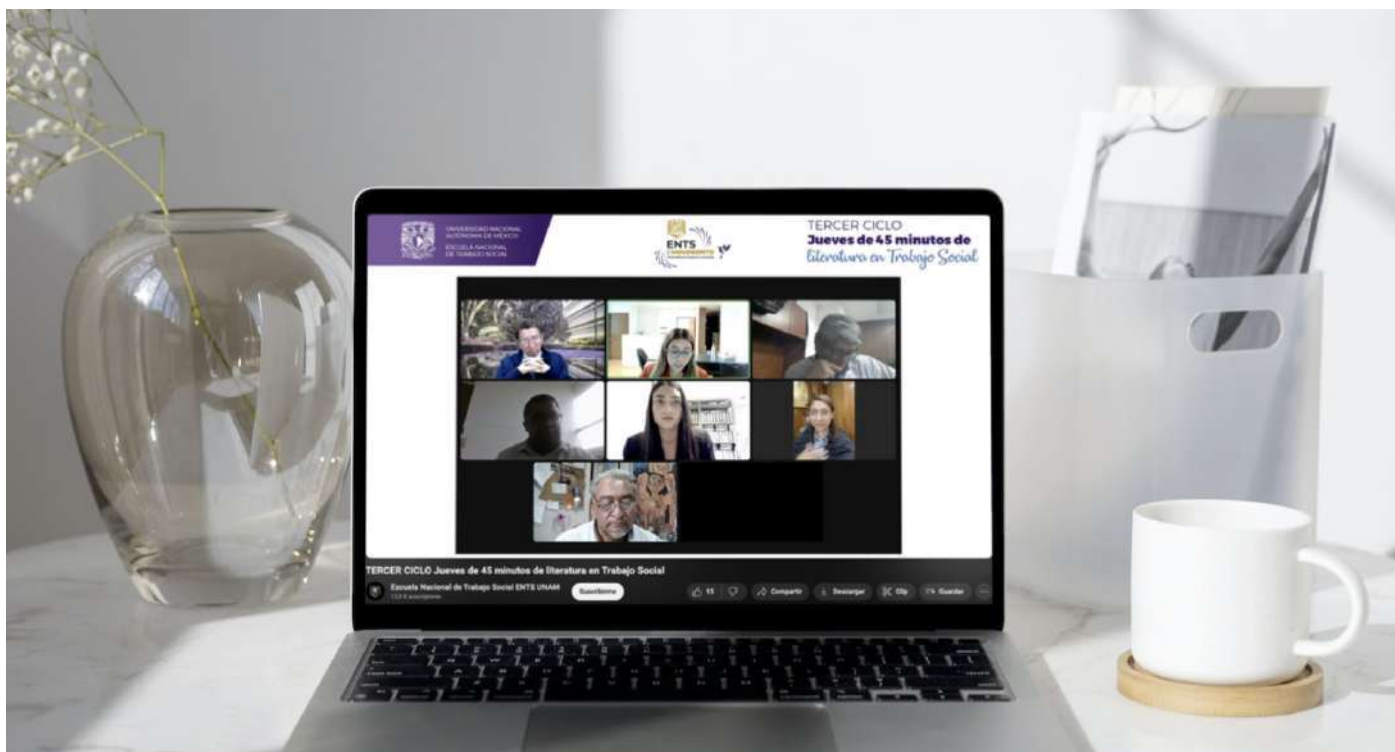 UNIVERSIDAD NACIONAL
AUTÓNOMA DE MÉXICO
ESCUELA NACIONAL
DE TRABAJO SOCIAL
ENTS
EN MOVIMIENTO
TERCER CICLO
Jueves de 45 minutos de
literatura en Trabajo Social
TERCER CICLO Jueves de 45 minutos de literatura en Trabajo Social
Escuela Nacional de Trabajo Social ENTS UNAM
Suscribirme
15
Compartir
Descargar
Clip
Guardar